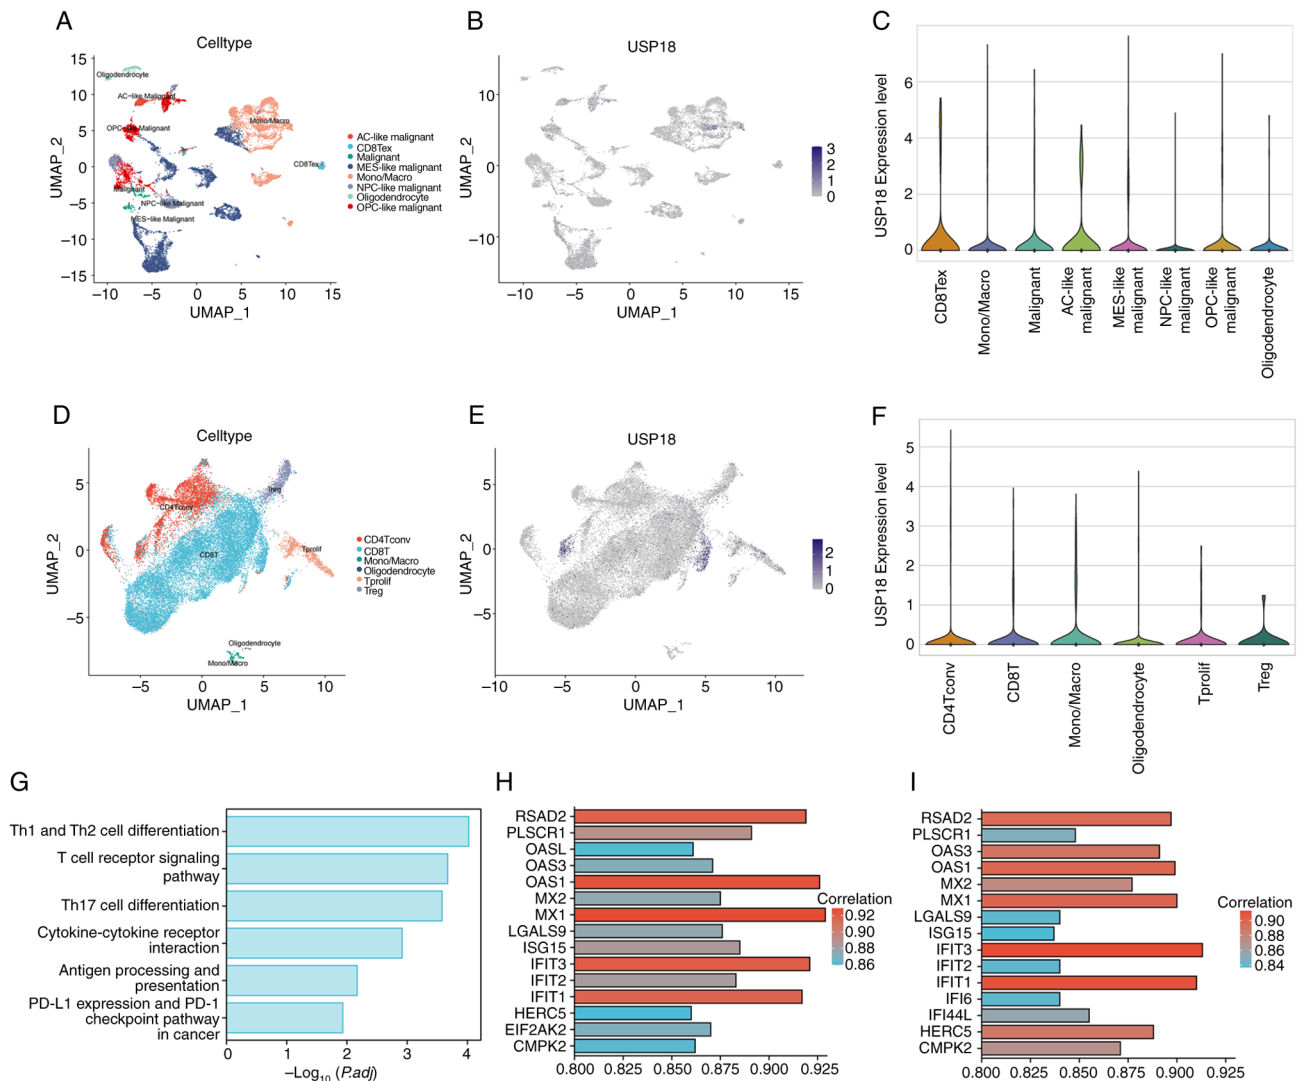 A
Celltype
UMAP_2
15
10
5
0
−5
−10
−15
Oligodendrocyte
AC−like Malignant
OPC−like Malignant
Mono/Macro
CD8Tex
Malignant
NPC−like Malignant
MES−like Malignant
−10
−5
0
5
10
15
UMAP_1
AC-like malignant
CD8Tex
Malignant
MES-like malignant
Mono/Macro
NPC-like malignant
Oligodendrocyte
OPC-like malignant
B
USP18
UMAP_2
10
0
−10
−10
−5
0
5
10
15
UMAP_1
3
2
1
0
C
USP18 Expression level
6
4
2
0
CD8Tex
Mono/Macro
Malignant
AC-like
malignant
MES-like
malignant
NPC-like
malignant
OPC-like
malignant
Oligodendrocyte
D
Celltype
UMAP_2
5
0
−5
CD4Tconv
Treg
CD8T
Tprolif
Oligodendrocyte
Mono/Macro
−5
0
5
10
UMAP_1
CD4Tconv
CD8T
Mono/Macro
Oligodendrocyte
Tprolif
Treg
E
USP18
UMAP_2
5
0
−5
−10
−5
0
5
10
UMAP_1
2
1
0
F
USP18 Expression level
5
4
3
2
1
0
CD4Tconv
CD8T
Mono/Macro
Oligodendrocyte
Tprolif
Treg
G
Th1 and Th2 cell differentiation
T cell receptor signaling
pathway
Th17 cell differentiation
Cytokine-cytokine receptor
interaction
Antigen processing and
presentation
PD-L1 expression and PD-1
checkpoint pathway
in cancer
0
1
2
3
4
−Log10 (P.adj)
H
RSAD2
PLSCR1
OASL
OAS3
OAS1
MX2
MX1
LGALS9
ISG15
IFIT3
IFIT2
IFIT1
HERC5
EIF2AK2
CMPK2
0.800
0.825
0.850
0.875
0.900
0.925
Correlation
0.92
0.90
0.88
0.86
I
RSAD2
PLSCR1
OAS3
OAS1
MX2
MX1
LGALS9
ISG15
IFIT3
IFIT2
IFIT1
IFI6
IFI44L
HERC5
CMPK2
0.800
0.825
0.850
0.875
0.900
0.925
Correlation
0.90
0.88
0.86
0.84